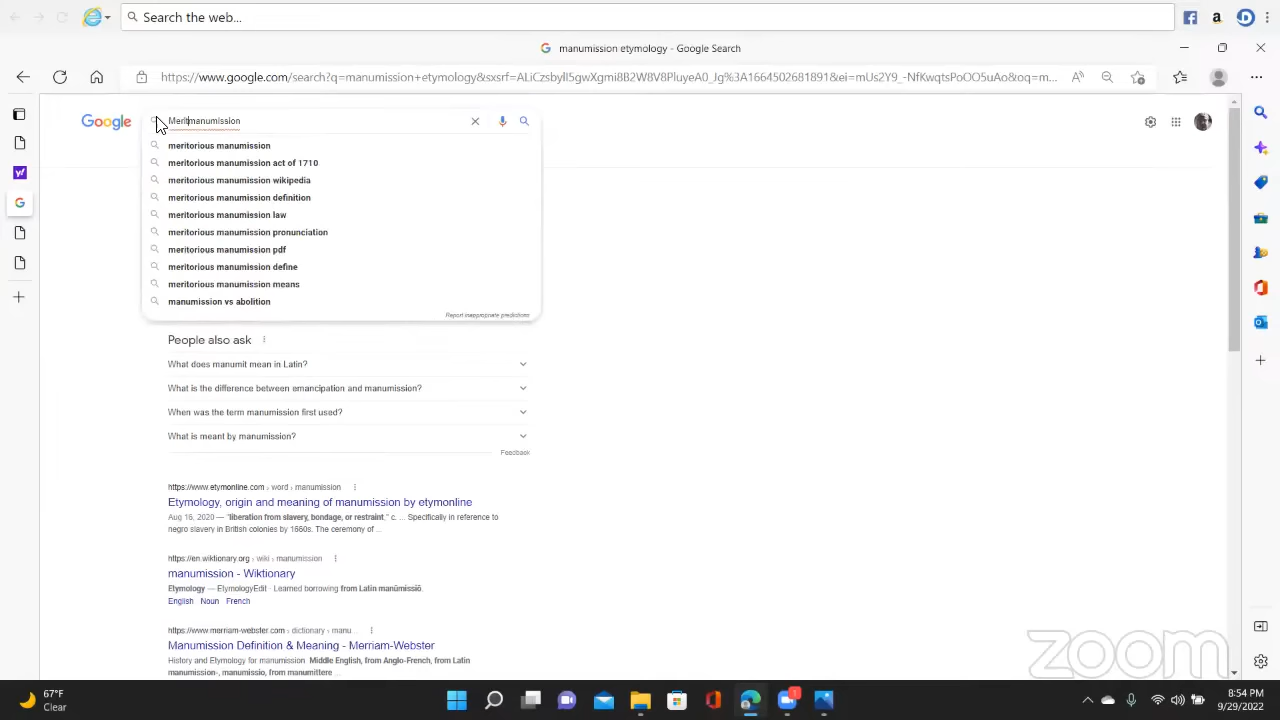 Search the web...
manumission etymology - Google Search
https://www.google.com/search?q=manumission+etymology&sxsrf=ALiCzsbylI5gwXgmi8B2W8V8PluyeA0_Jg%3A1664502681891&ei=mUs2Y9_-NfKwqtsPoOO5uAo&oq=m...
Google
Meritmanumission
meritorious manumission
meritorious manumission act of 1710
meritorious manumission wikipedia
meritorious manumission definition
meritorious manumission law
meritorious manumission pronunciation
meritorious manumission pdf
meritorious manumission define
meritorious manumission means
manumission vs abolition
Report inappropriate predictions
People also ask
What does manumit mean in Latin?
What is the difference between emancipation and manumission?
When was the term manumission first used?
What is meant by manumission?
Feedback
https://www.etymonline.com › word › manumission
Etymology, origin and meaning of manumission by etymonline
Aug 16, 2020 — "liberation from slavery, bondage, or restraint," c. ... Specifically in reference to
negro slavery in British colonies by 1660s. The ceremony of ...
https://en.wiktionary.org › wiki › manumission
manumission - Wiktionary
Etymology — EtymologyEdit · Learned borrowing from Latin manūmissiō.
English Noun French
https://www.merriam-webster.com › dictionary › manu...
Manumission Definition & Meaning - Merriam-Webster
History and Etymology for manumission. Middle English, from Anglo-French, from Latin
manumission-, manumissio, from manumittere ...
zoom
67°F
Clear
1
8:54 PM
9/29/2022